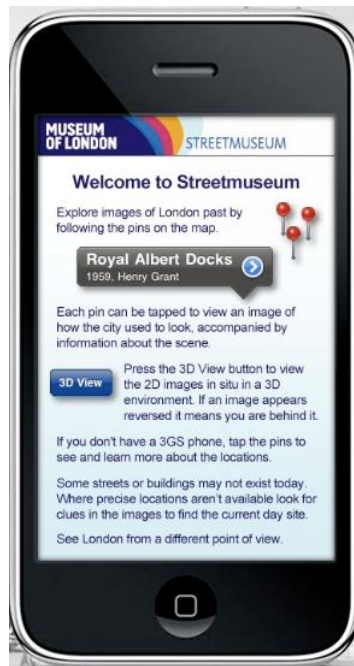 MUSEUM
OF LONDON
STREETMUSEUM
Welcome to Streetmuseum
Explore images of London past by
following the pins on the map.
Royal Albert Docks
1959, Henry Grant
Each pin can be tapped to view an image of
how the city used to look, accompanied by
information about the scene.
3D View
Press the 3D View button to view
the 2D images in situ in a 3D
environment. If an image appears
reversed it means you are behind it.
If you don't have a 3GS phone, tap the pins to
see and learn more about the locations.
Some streets or buildings may not exist today.
Where precise locations aren't available look for
clues in the images to find the current day site.
See London from a different point of view.